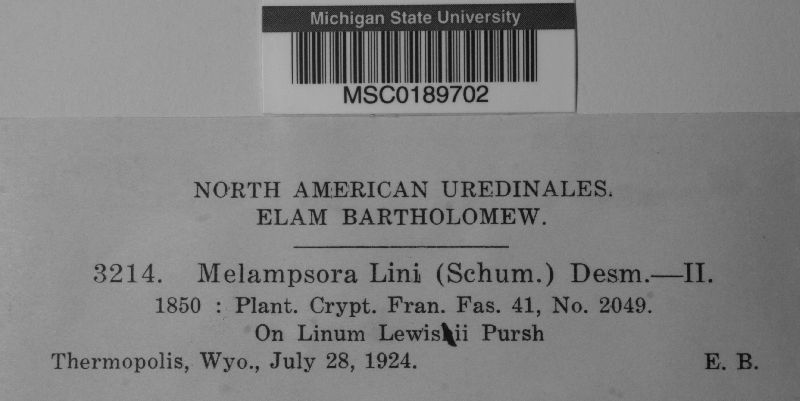 Michigan State University
MSC0189702
NORTH AMERICAN UREDINALES.
ELAM BARTHOLOMEW.
3214. Melampsora Lini (Schum.) Desm.—II.
1850 : Plant. Crypt. Fran. Fas. 41, No. 2049.
On Linum Lewisii Pursh
Thermopolis, Wyo., July 28, 1924. E. B.